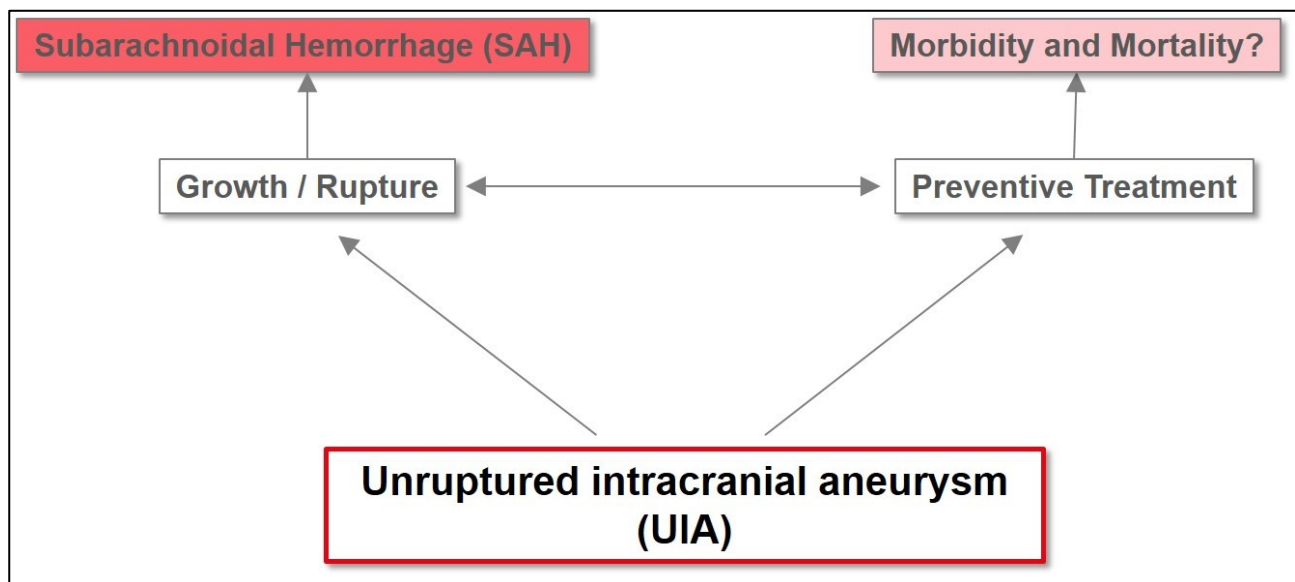 Subarachnoidal Hemorrhage (SAH)
Morbidity and Mortality?
Growth / Rupture
Preventive Treatment
Unruptured intracranial aneurysm
(UIA)